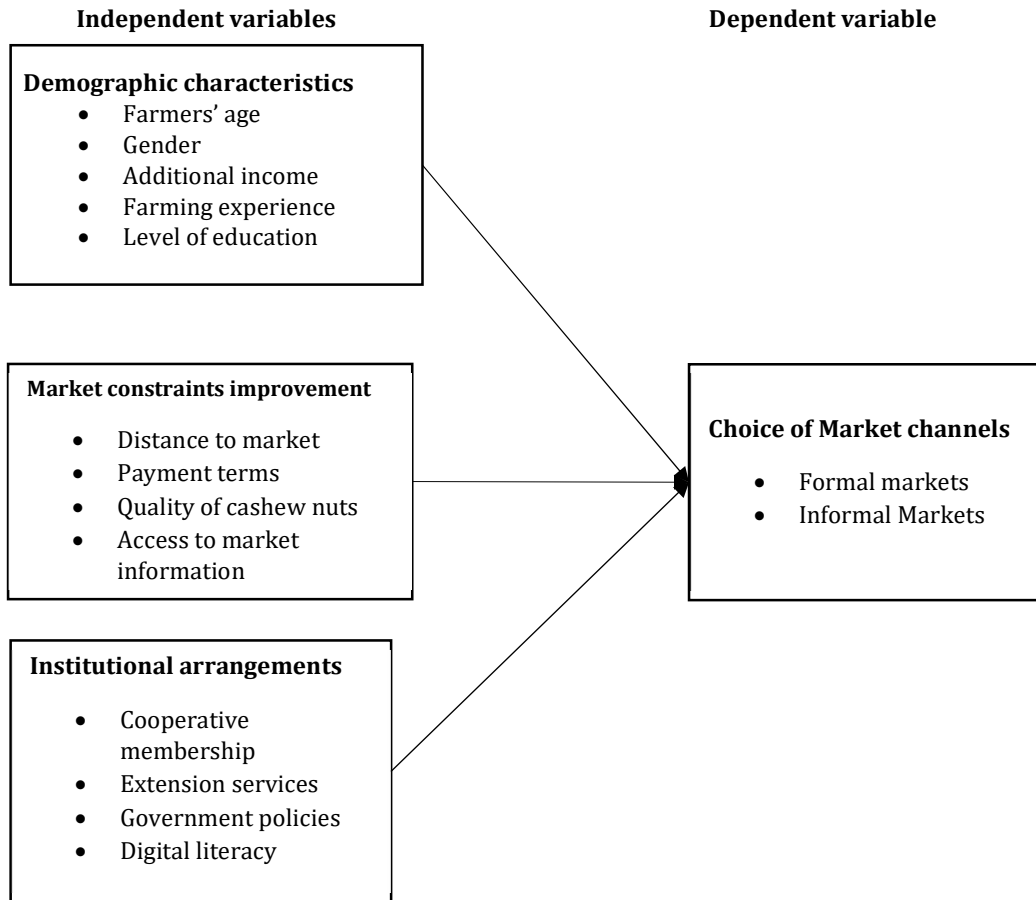 Independent variables
Dependent variable
Demographic characteristics
• Farmers’ age
• Gender
• Additional income
• Farming experience
• Level of education
Market constraints improvement
• Distance to market
• Payment terms
• Quality of cashew nuts
• Access to market
information
Choice of Market channels
• Formal markets
• Informal Markets
Institutional arrangements
• Cooperative
membership
• Extension services
• Government policies
• Digital literacy